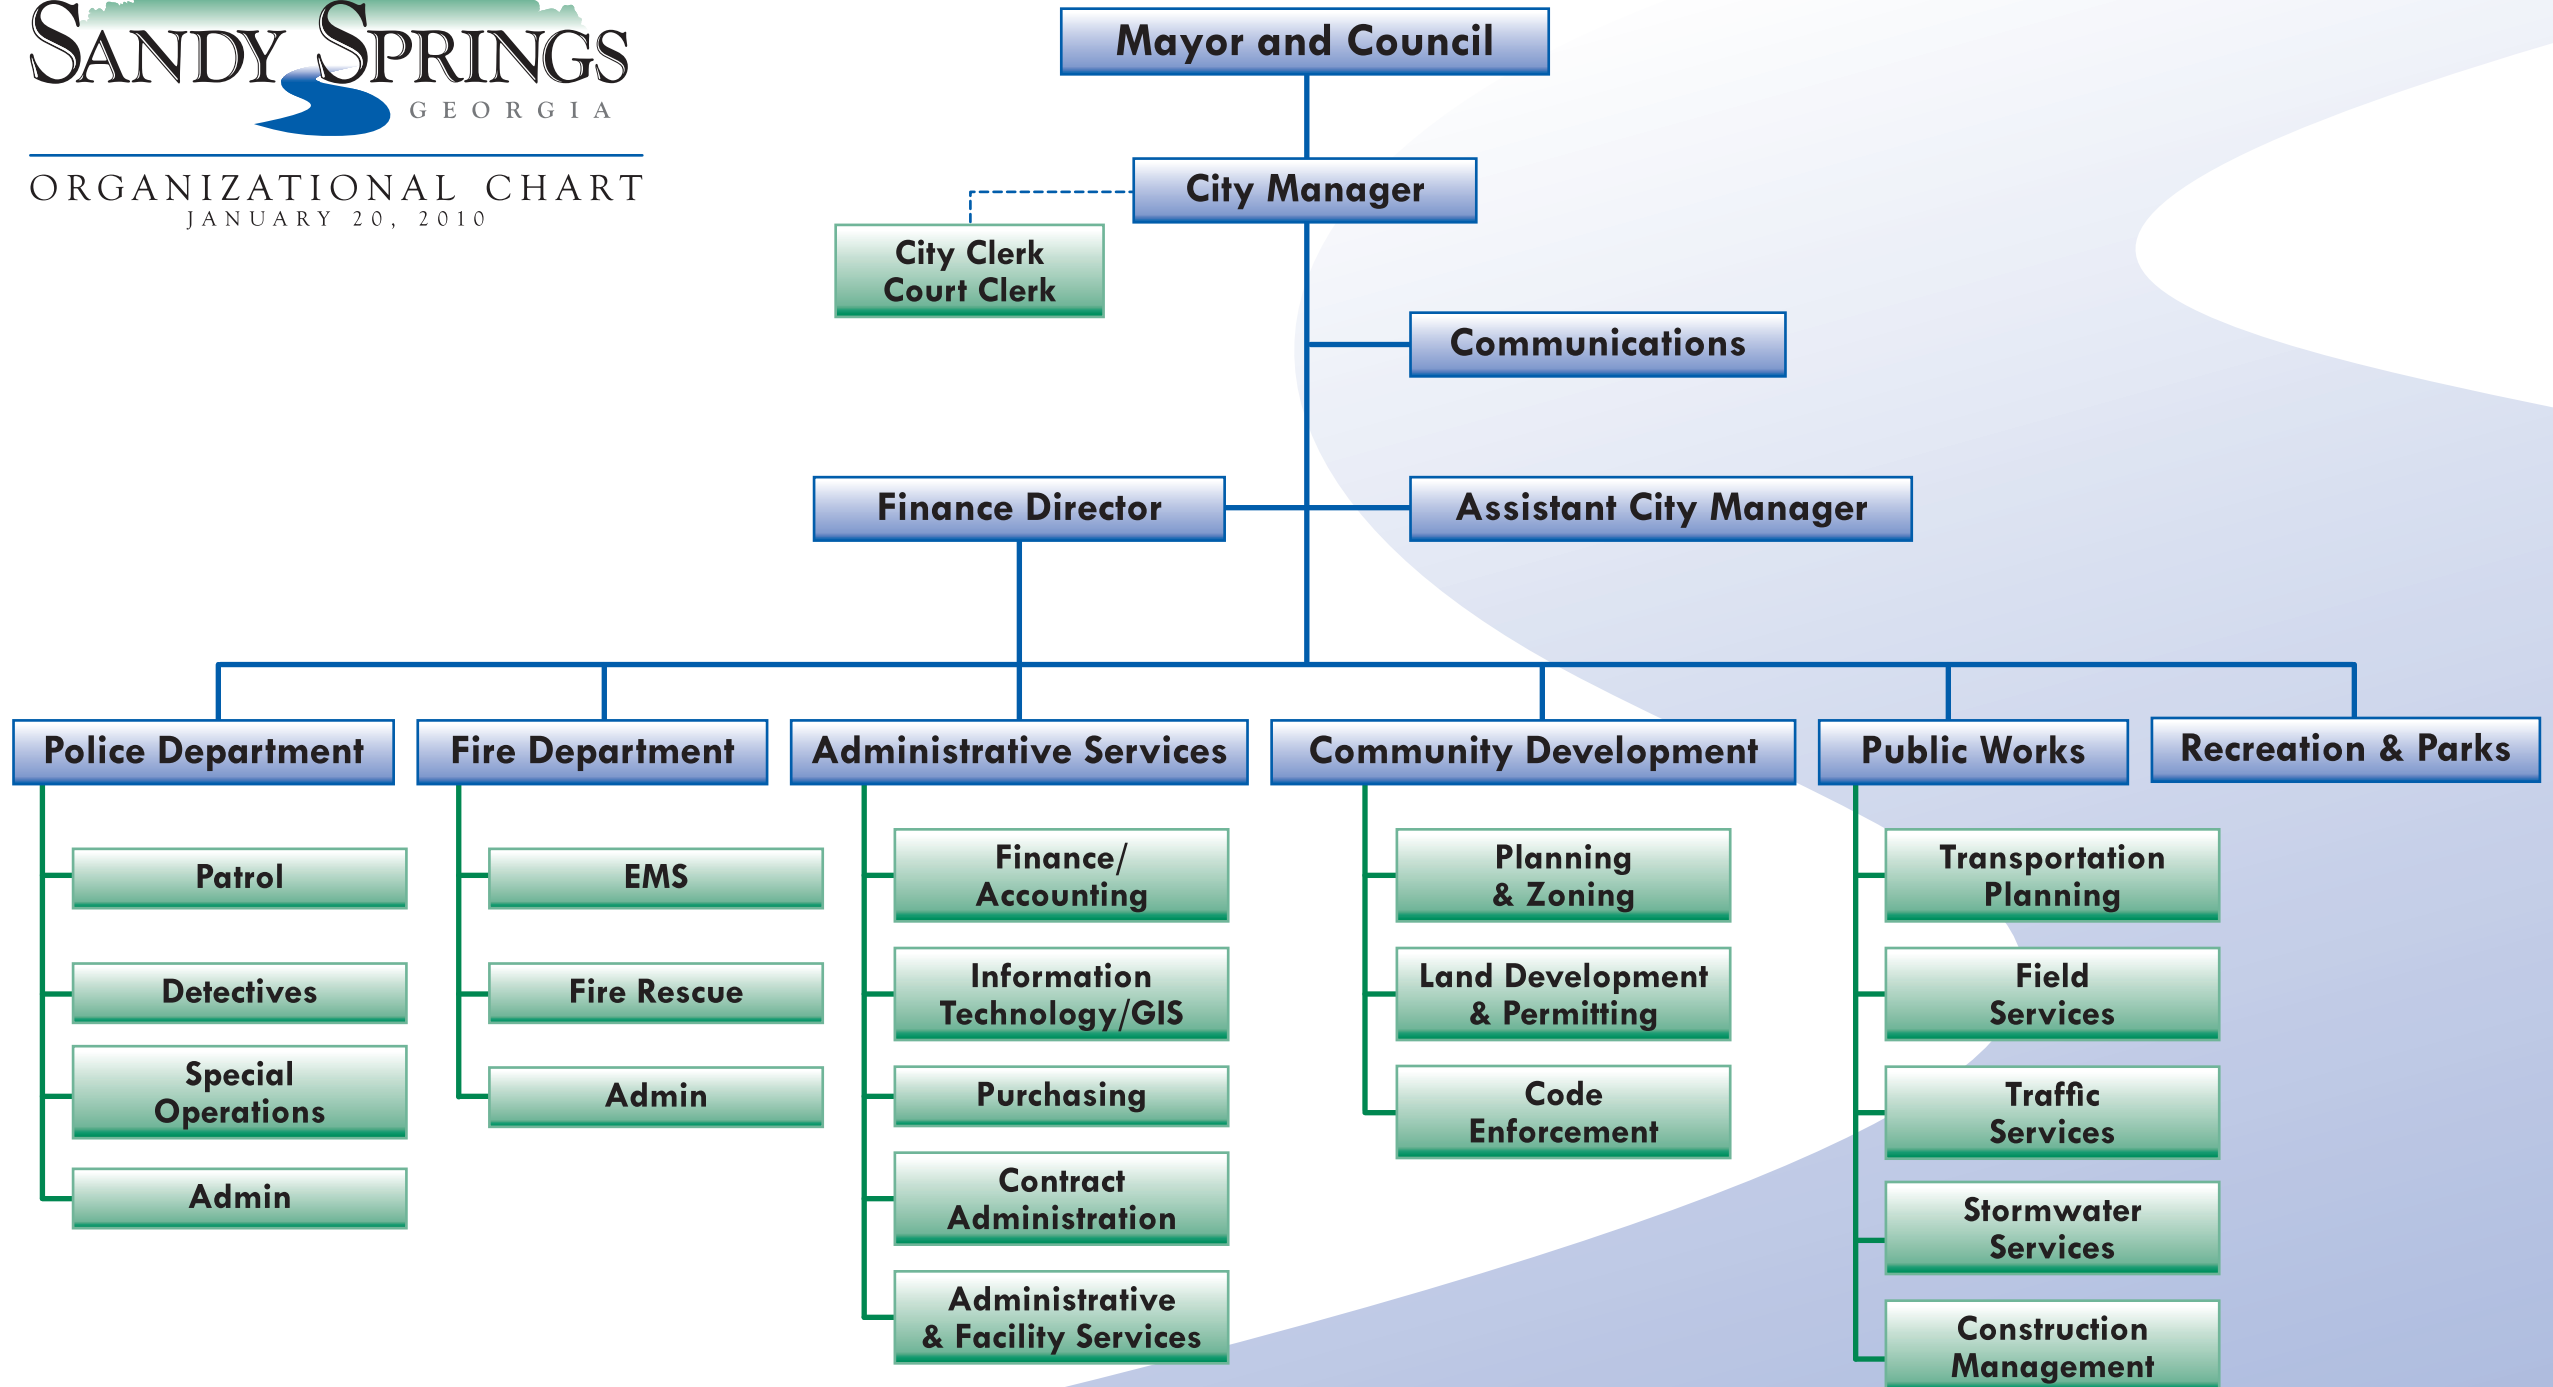 SANDY SPRINGS
GEORGIA
ORGANIZATIONAL CHART
JANUARY 20, 2010
Mayor and Council
City Manager
City Clerk
Court Clerk
Communications
Finance Director
Assistant City Manager
Police Department
Patrol
Detectives
Special
Operations
Admin
Fire Department
EMS
Fire Rescue
Admin
Administrative Services
Finance/
Accounting
Information
Technology/GIS
Purchasing
Contract
Administration
Administrative
& Facility Services
Community Development
Planning
& Zoning
Land Development
& Permitting
Code
Enforcement
Public Works
Transportation
Planning
Field
Services
Traffic
Services
Stormwater
Services
Construction
Management
Recreation & Parks